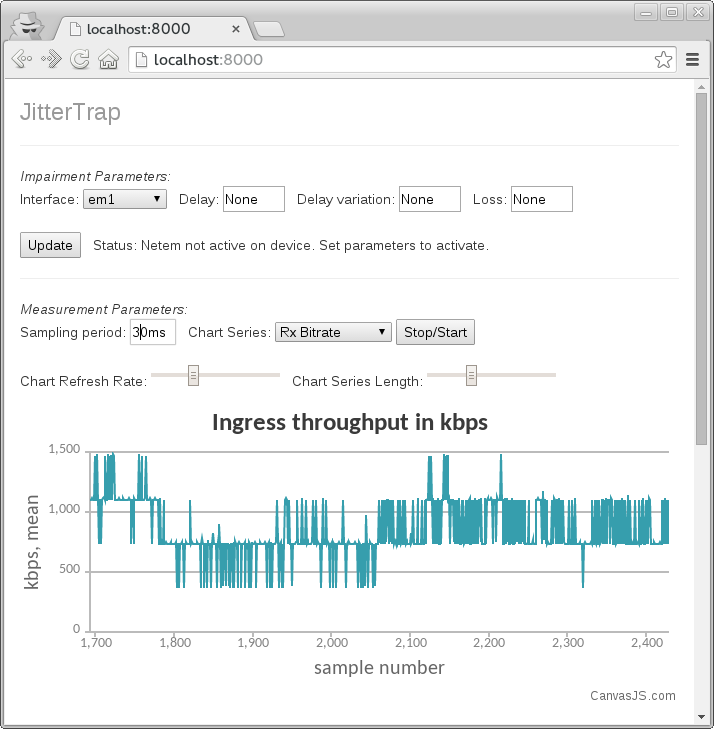 localhost:8000
localhost:8000
JitterTrap
Impairment Parameters:
Interface: em1 Delay: None Delay variation: None Loss: None
Update Status: Netem not active on device. Set parameters to activate.
Measurement Parameters:
Sampling period: 30ms Chart Series: Rx Bitrate Stop/Start
Chart Refresh Rate: Chart Series Length:
Ingress throughput in kbps
kbps, mean
1,500
1,000
500
0
1,700 1,800 1,900 2,000 2,100 2,200 2,300 2,400
sample number
CanvasJS.com